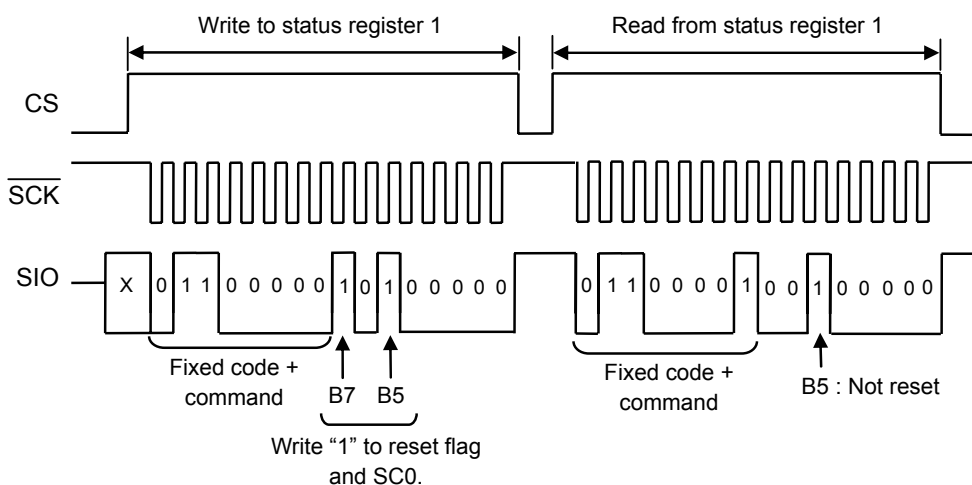 Write to status register 1
Read from status register 1
CS
SCK
SIO
X 0 1 1 0 0 0 0 0 1 0 1 0 0 0 0 0
0 1 1 0 0 0 0 1 0 0 1 0 0 0 0 0
Fixed code +
command
B7
B5
Write “1” to reset flag
and SC0.
Fixed code +
command
B5 : Not reset